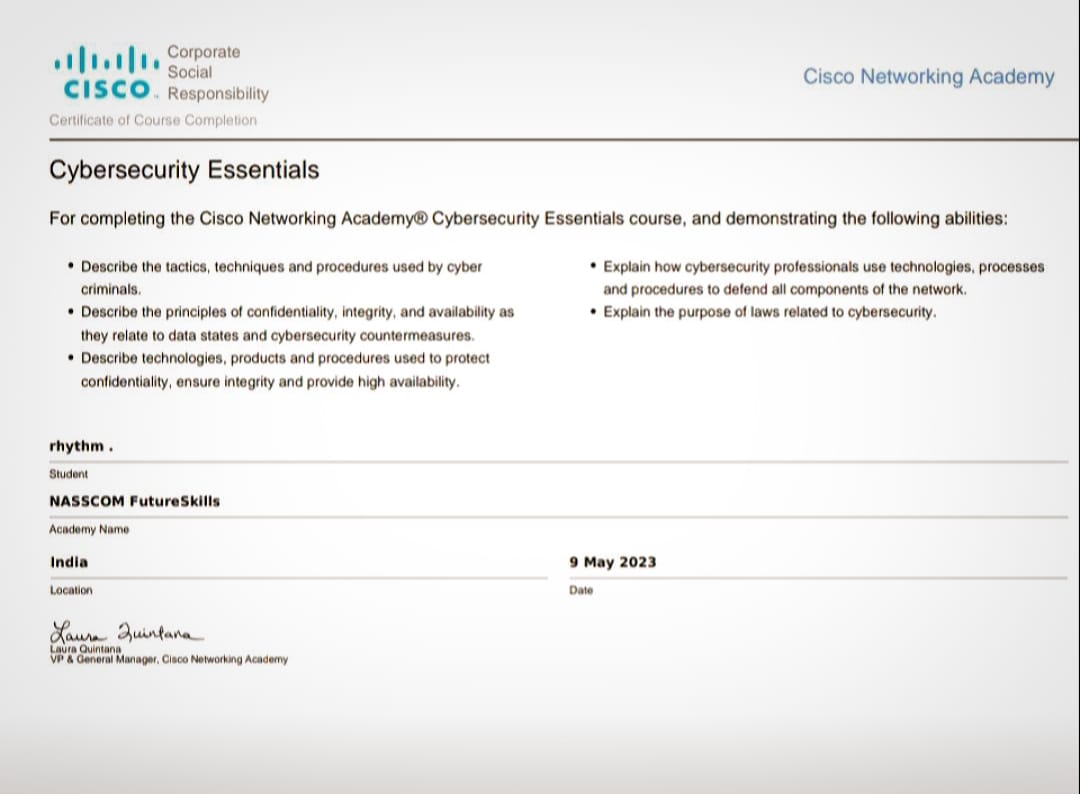 Corporate
Social
Responsibility
CISCO
Cisco Networking Academy
Certificate of Course Completion
Cybersecurity Essentials
For completing the Cisco Networking Academy® Cybersecurity Essentials course, and demonstrating the following abilities:
• Describe the tactics, techniques and procedures used by cyber
criminals.
• Describe the principles of confidentiality, integrity, and availability as
they relate to data states and cybersecurity countermeasures.
• Describe technologies, products and procedures used to protect
confidentiality, ensure integrity and provide high availability.
• Explain how cybersecurity professionals use technologies, processes
and procedures to defend all components of the network.
• Explain the purpose of laws related to cybersecurity.
rhythm .
Student
NASSCOM FutureSkills
Academy Name
India
Location
9 May 2023
Date
Laura Quintana
Laura Quintana
VP & General Manager, Cisco Networking Academy